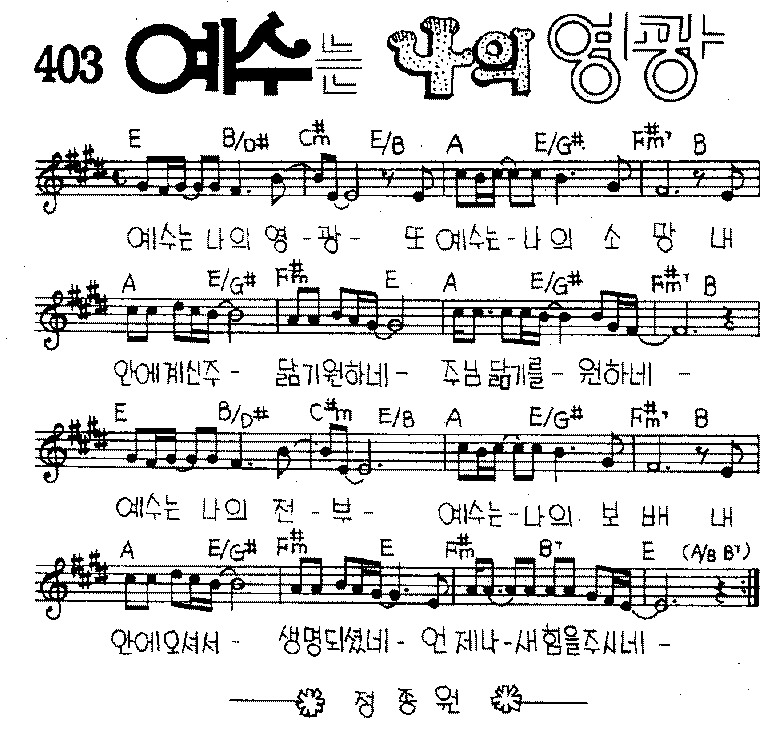 403 예수는 나의 영광
E B/D# C#m E/B A E/G# F#m7 B
예수는 나의 영 - 광 - 또 예수는 - 나의 소 망 내
A E/G# F#m E A E/G# F#m7 B
안에계신주 - 닮기원하네 - 주님닮기를 - 원하네 -
E B/D# C#m E/B A E/G# F#m7 B
예수는 나의 전 - 부 - 예수는 - 나의 보 배 내
A E/G# F#m E F#m B7 E (A/B B7)
안에오셔서 - 생명되셨네 - 언제나 - 새힘을주시네 -
정 종 원